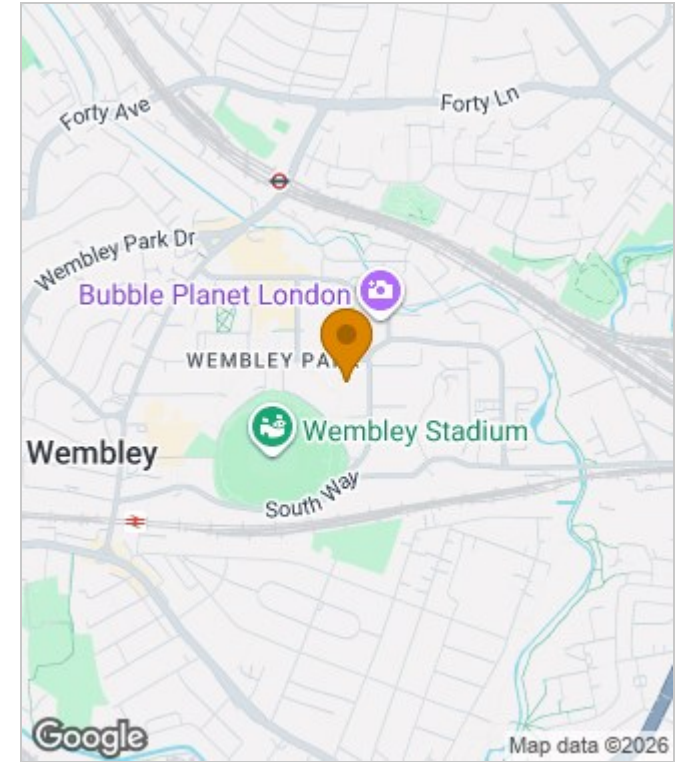 Forty Ave
Forty Ln
Wembley Park Dr
Bubble Planet London
WEMBLEY PA
Wembley Stadium
Wembley
South Way
Google
Map data ©2026